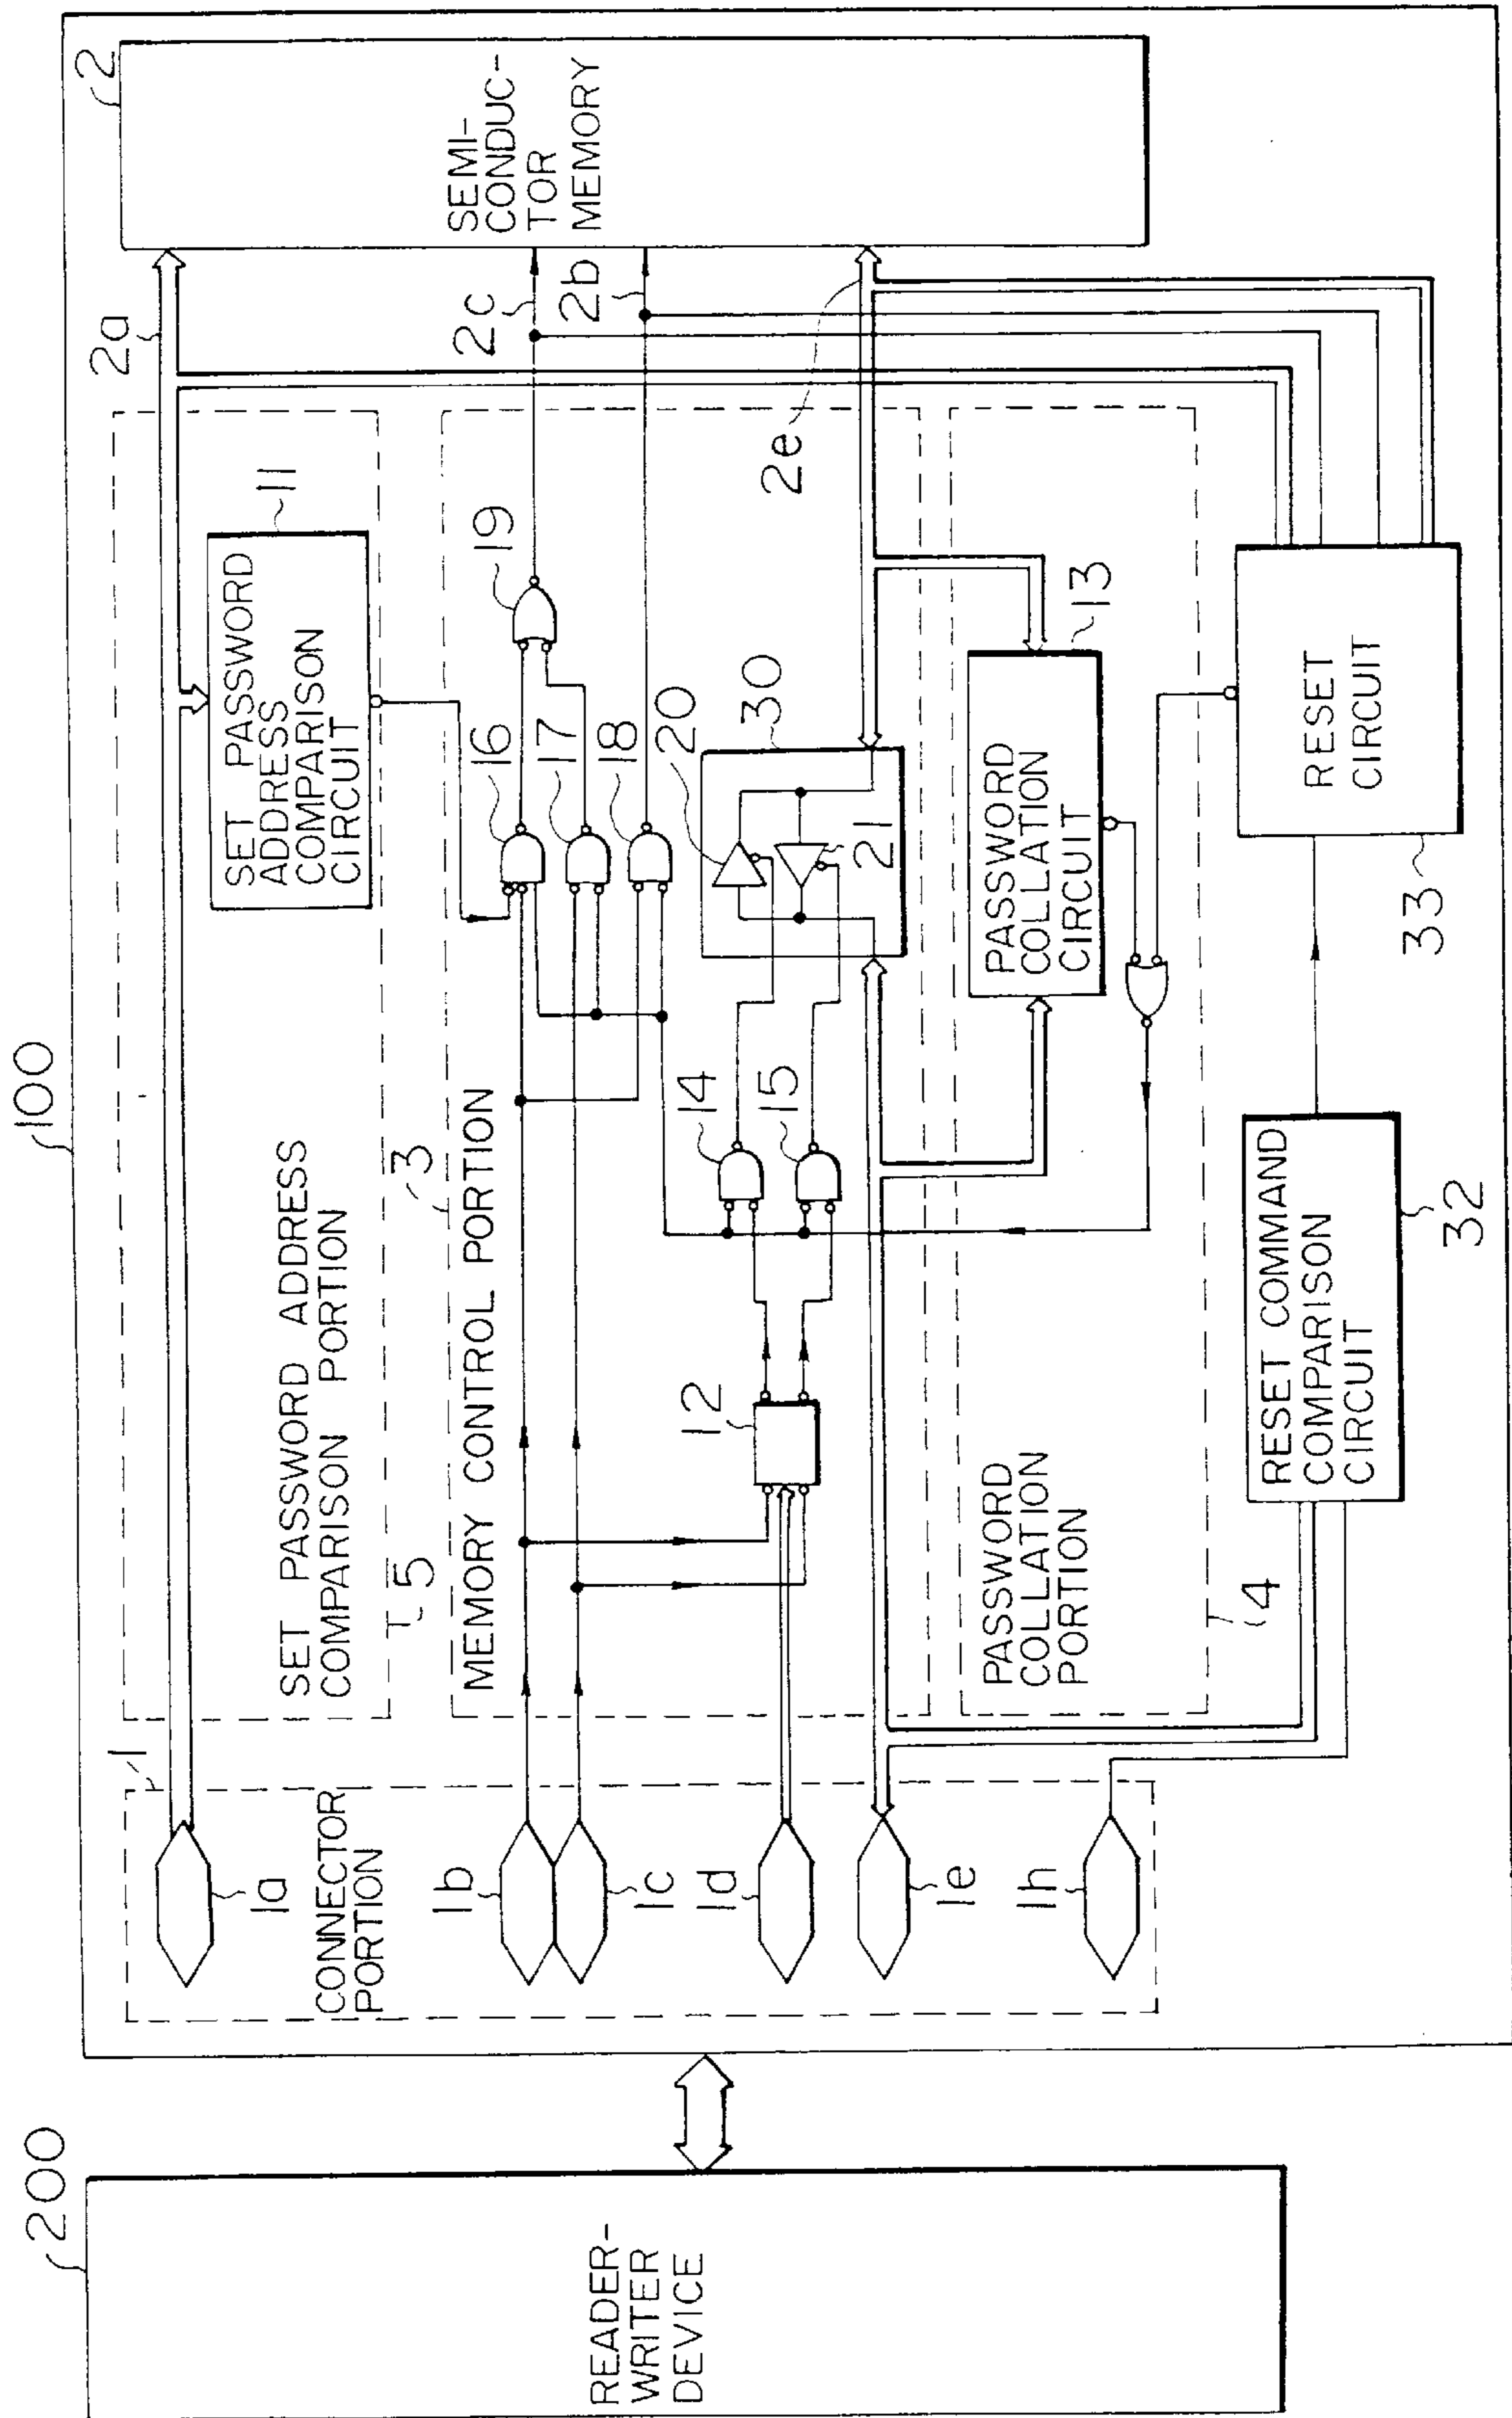 200
READER-
WRITER
DEVICE
100
1
CONNECTOR
PORTION
1a
1b
1c
1d
1e
1h
SET PASSWORD ADDRESS
COMPARISON PORTION
5
SET PASSWORD
ADDRESS
COMPARISON
CIRCUIT
11
2a
3
MEMORY CONTROL PORTION
12
14
15
16
17
18
19
20
21
30
2c
2b
2e
2
SEMI-
CONDUC-
TOR
MEMORY
PASSWORD
COLLATION
PORTION
4
PASSWORD
COLLATION
CIRCUIT
13
RESET COMMAND
COMPARISON
CIRCUIT
32
RESET
CIRCUIT
33